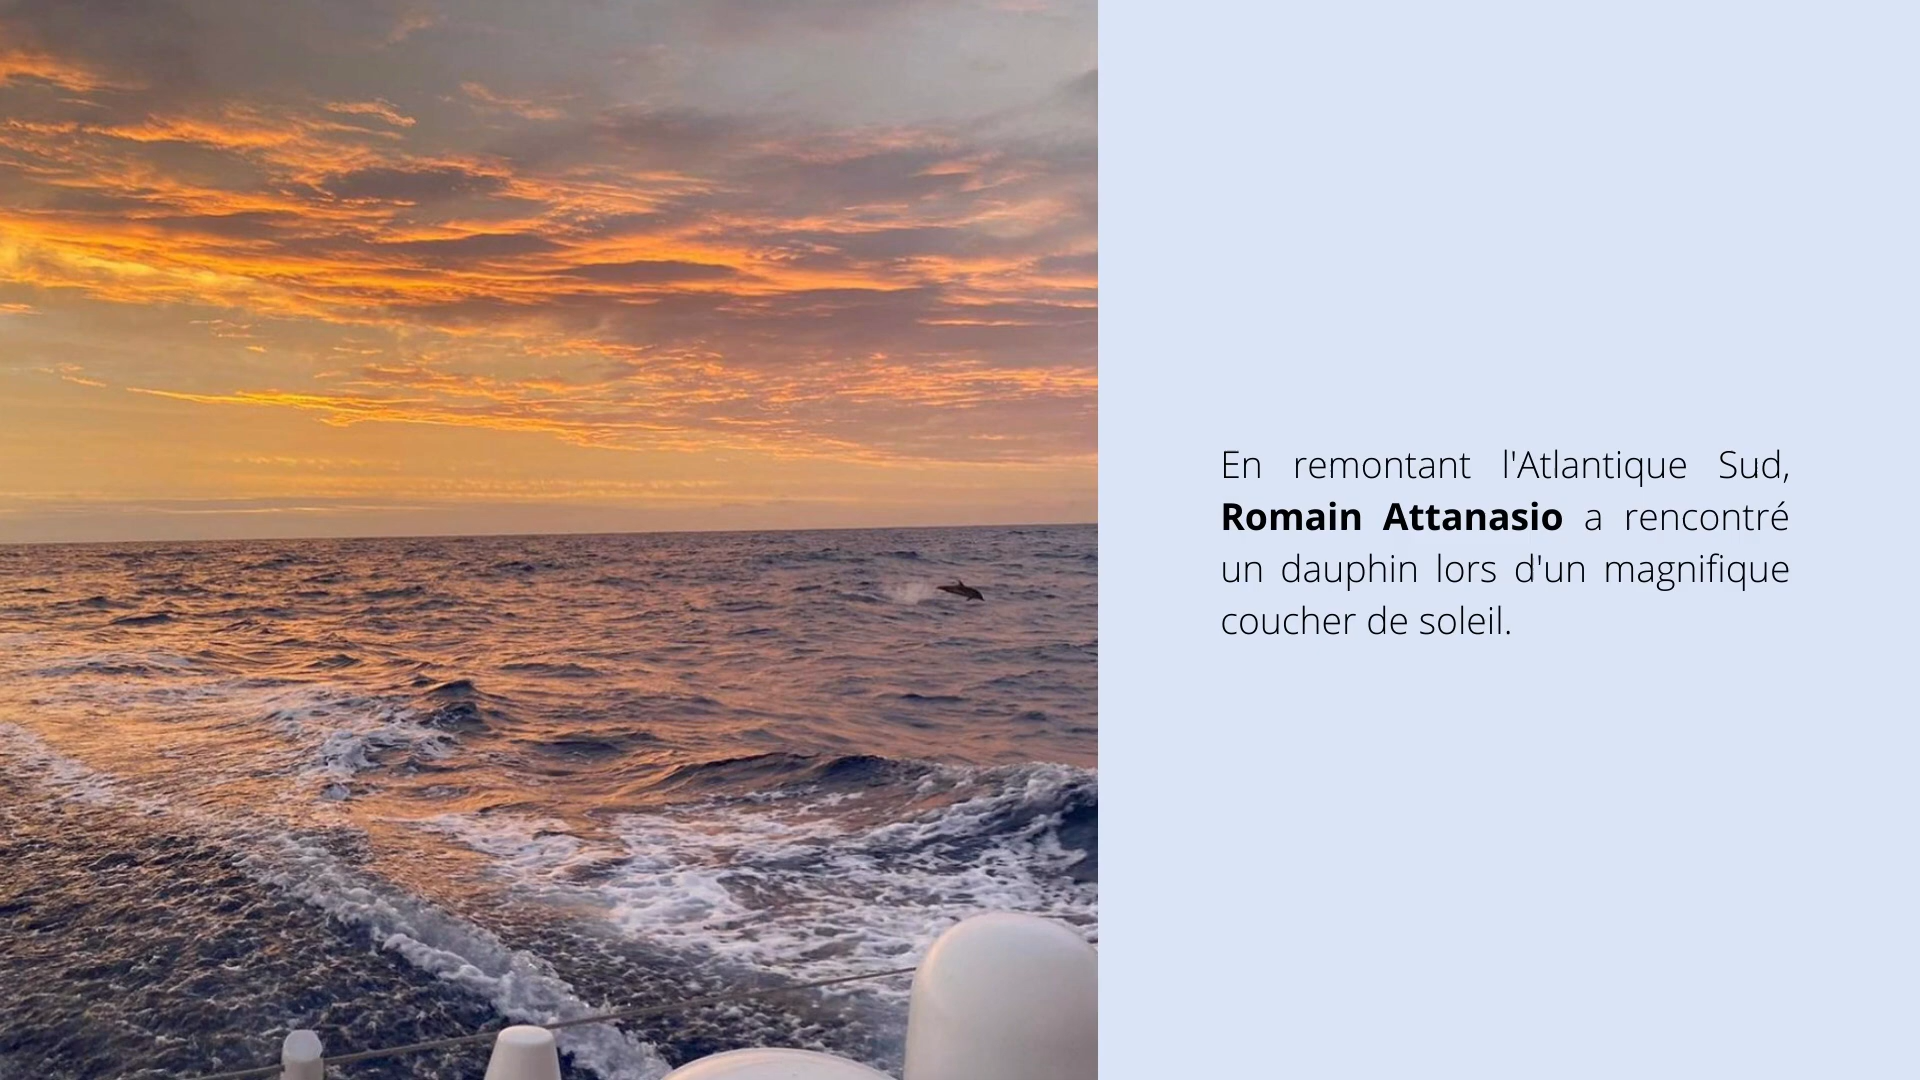 En remontant l'Atlantique Sud,
Romain Attanasio a rencontré
un dauphin lors d'un magnifique
coucher de soleil.